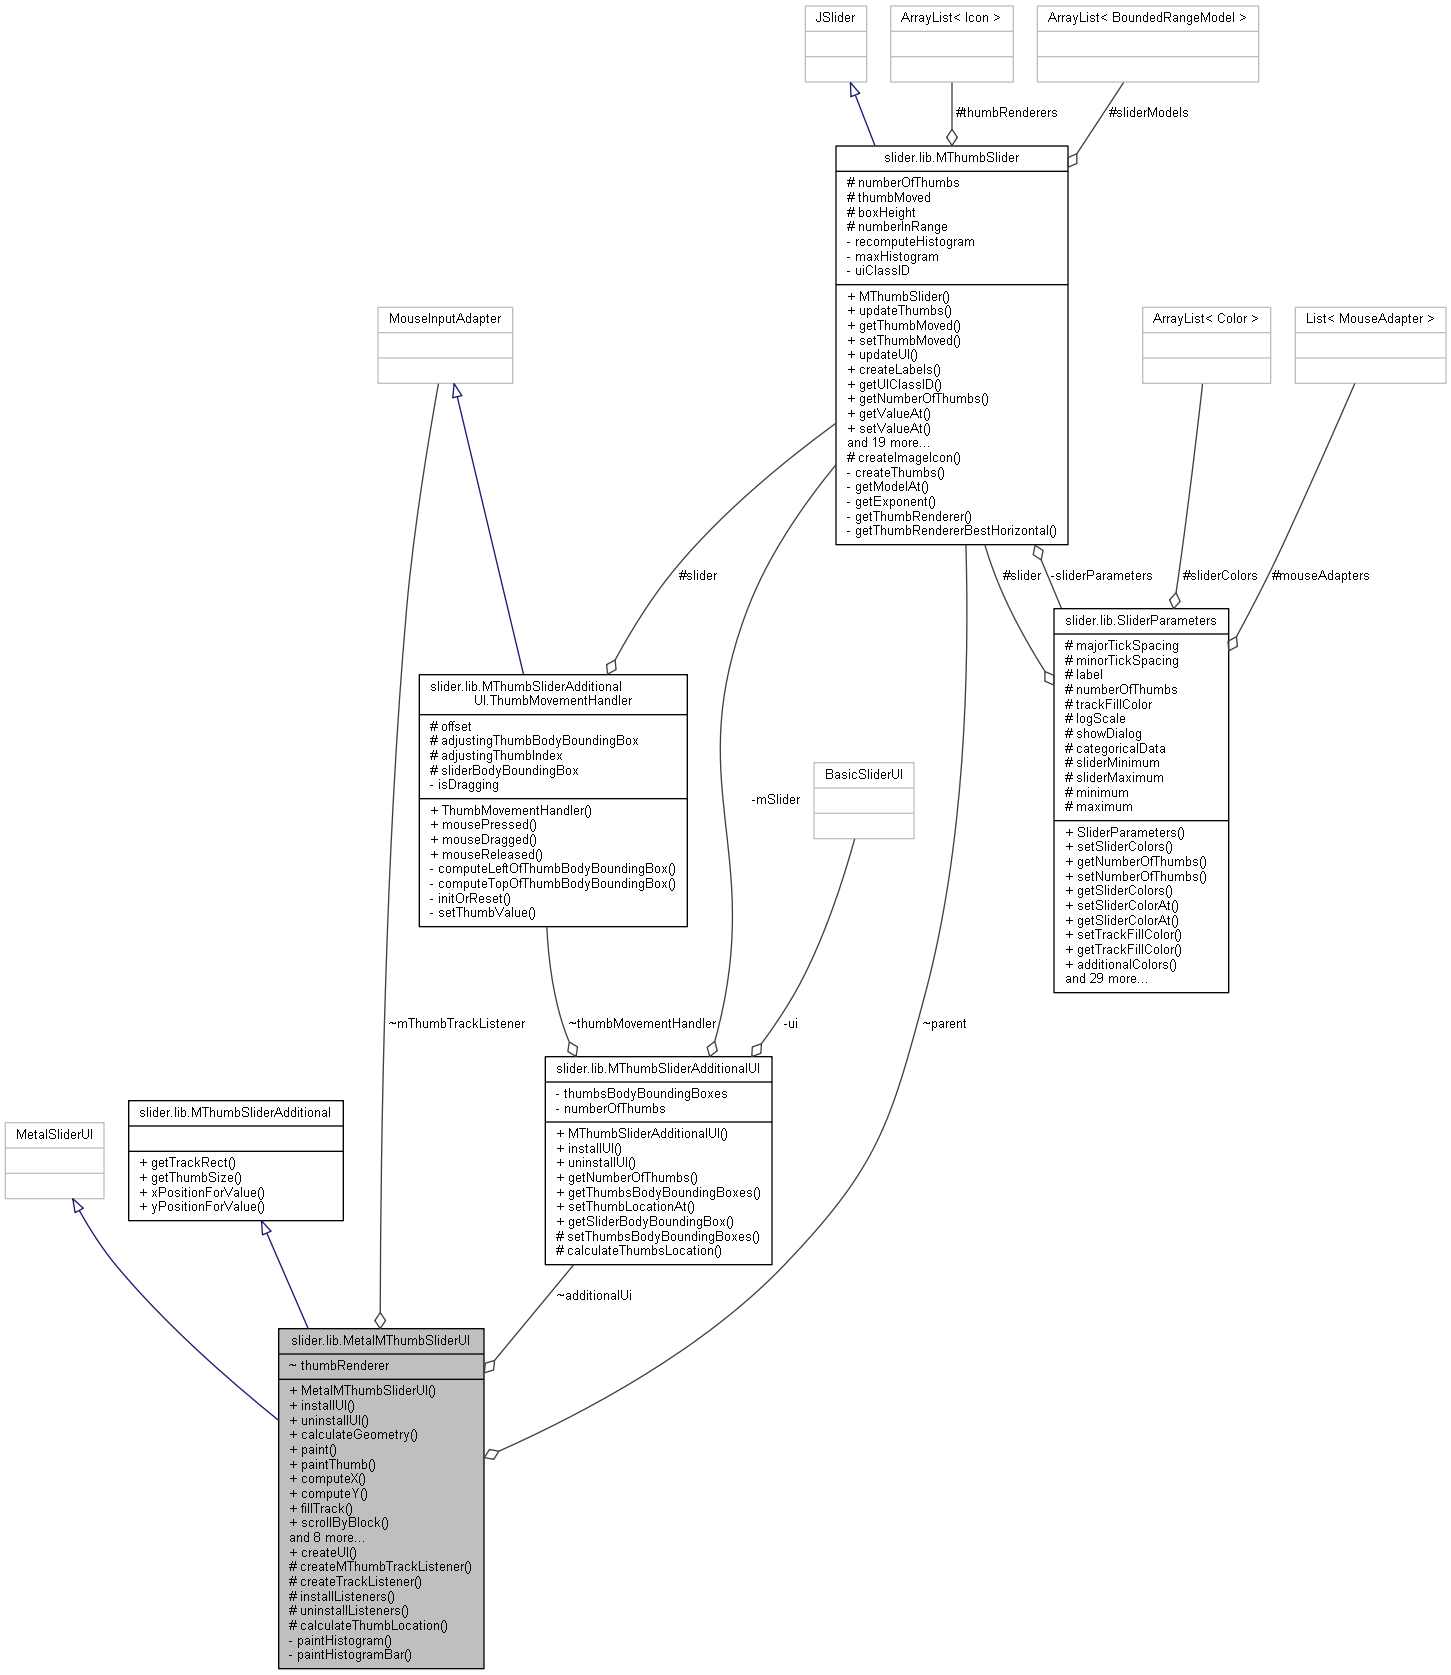 JSlider
ArrayList< Icon >
ArrayList< BoundedRangeModel >
#thumbRenderers
#sliderModels
slider.lib.MThumbSlider
# numberOfThumbs
# thumbMoved
# boxHeight
# numberInRange
- recomputeHistogram
- maxHistogram
- uiClassID
+ MThumbSlider()
+ updateThumbs()
+ getThumbMoved()
+ setThumbMoved()
+ updateUI()
+ createLabels()
+ getUIClassID()
+ getNumberOfThumbs()
+ getValueAt()
+ setValueAt()
and 19 more...
# createImageIcon()
- createThumbs()
- getModelAt()
- getExponent()
- getThumbRenderer()
- getThumbRendererBestHorizontal()
MouseInputAdapter
ArrayList< Color >
List< MouseAdapter >
#slider
#slider
-sliderParameters
#sliderColors
#mouseAdapters
slider.lib.SliderParameters
# majorTickSpacing
# minorTickSpacing
# label
# numberOfThumbs
# trackFillColor
# logScale
# showDialog
# categoricalData
# sliderMinimum
# sliderMaximum
# minimum
# maximum
+ SliderParameters()
+ setSliderColors()
+ getNumberOfThumbs()
+ setNumberOfThumbs()
+ getSliderColors()
+ setSliderColorAt()
+ getSliderColorAt()
+ setTrackFillColor()
+ getTrackFillColor()
+ additionalColors()
and 29 more...
slider.lib.MThumbSliderAdditional
UI.ThumbMovementHandler
# offset
# adjustingThumbBodyBoundingBox
# adjustingThumbIndex
# sliderBodyBoundingBox
- isDragging
+ ThumbMovementHandler()
+ mousePressed()
+ mouseDragged()
+ mouseReleased()
- computeLeftOfThumbBodyBoundingBox()
- computeTopOfThumbBodyBoundingBox()
- initOrReset()
- setThumbValue()
-mSlider
BasicSliderUI
~mThumbTrackListener
~thumbMovementHandler
-ui
~parent
slider.lib.MThumbSliderAdditionalUI
- thumbsBodyBoundingBoxes
- numberOfThumbs
+ MThumbSliderAdditionalUI()
+ installUI()
+ uninstallUI()
+ getNumberOfThumbs()
+ getThumbsBodyBoundingBoxes()
+ setThumbLocationAt()
+ getSliderBodyBoundingBox()
# setThumbsBodyBoundingBoxes()
# calculateThumbsLocation()
MetalSliderUI
slider.lib.MThumbSliderAdditional
+ getTrackRect()
+ getThumbSize()
+ xPositionForValue()
+ yPositionForValue()
~additionalUi
slider.lib.MetalMThumbSliderUI
~ thumbRenderer
+ MetalMThumbSliderUI()
+ installUI()
+ uninstallUI()
+ calculateGeometry()
+ paint()
+ paintThumb()
+ computeX()
+ computeY()
+ fillTrack()
+ scrollByBlock()
and 8 more...
+ createUI()
# createMThumbTrackListener()
# createTrackListener()
# installListeners()
# uninstallListeners()
# calculateThumbLocation()
- paintHistogram()
- paintHistogramBar()